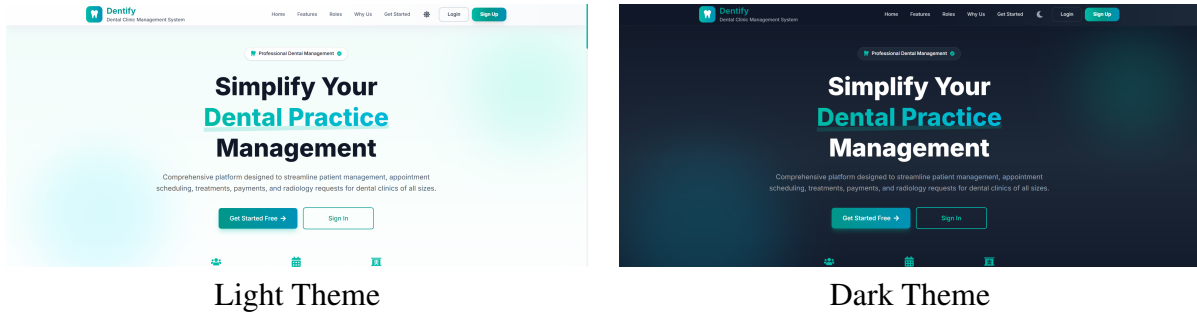 Dentify
Dental Clinic Management System
Home Features Roles Why Us Get Started Login Sign Up
Professional Dental Management
Simplify Your
Dental Practice
Management
Comprehensive platform designed to streamline patient management, appointment
scheduling, treatments, payments, and radiology requests for dental clinics of all sizes.
Get Started Free → Sign In
Light Theme
Dentify
Dental Clinic Management System
Home Features Roles Why Us Get Started Login Sign Up
Professional Dental Management
Simplify Your
Dental Practice
Management
Comprehensive platform designed to streamline patient management, appointment
scheduling, treatments, payments, and radiology requests for dental clinics of all sizes.
Get Started Free → Sign In
Dark Theme